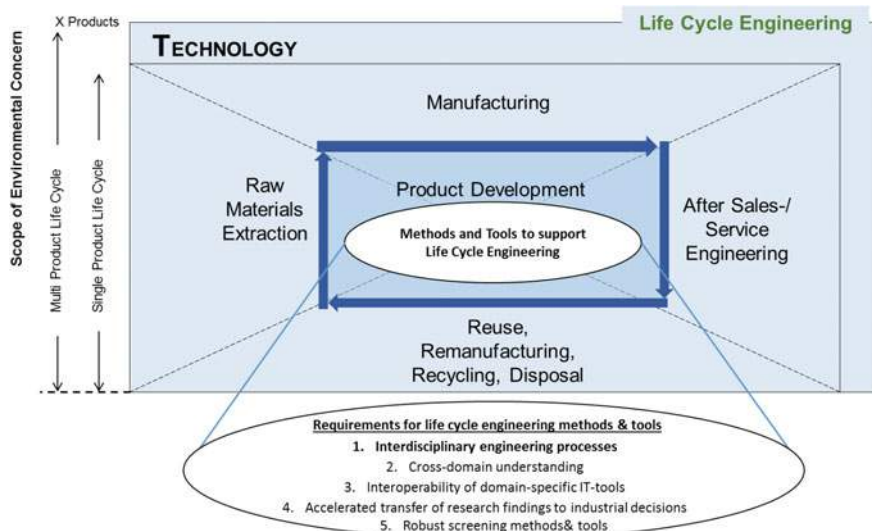 X Products
Life Cycle Engineering
TECHNOLOGY
Scope of Environmental Concern
Multi Product Life Cycle
Single Product Life Cycle
Manufacturing
Raw
Materials
Extraction
Product Development
Methods and Tools to support
Life Cycle Engineering
After Sales-/
Service
Engineering
Reuse,
Remanufacturing,
Recycling, Disposal
Requirements for life cycle engineering methods & tools
1. Interdisciplinary engineering processes
2. Cross-domain understanding
3. Interoperability of domain-specific IT-tools
4. Accelerated transfer of research findings to industrial decisions
5. Robust screening methods& tools